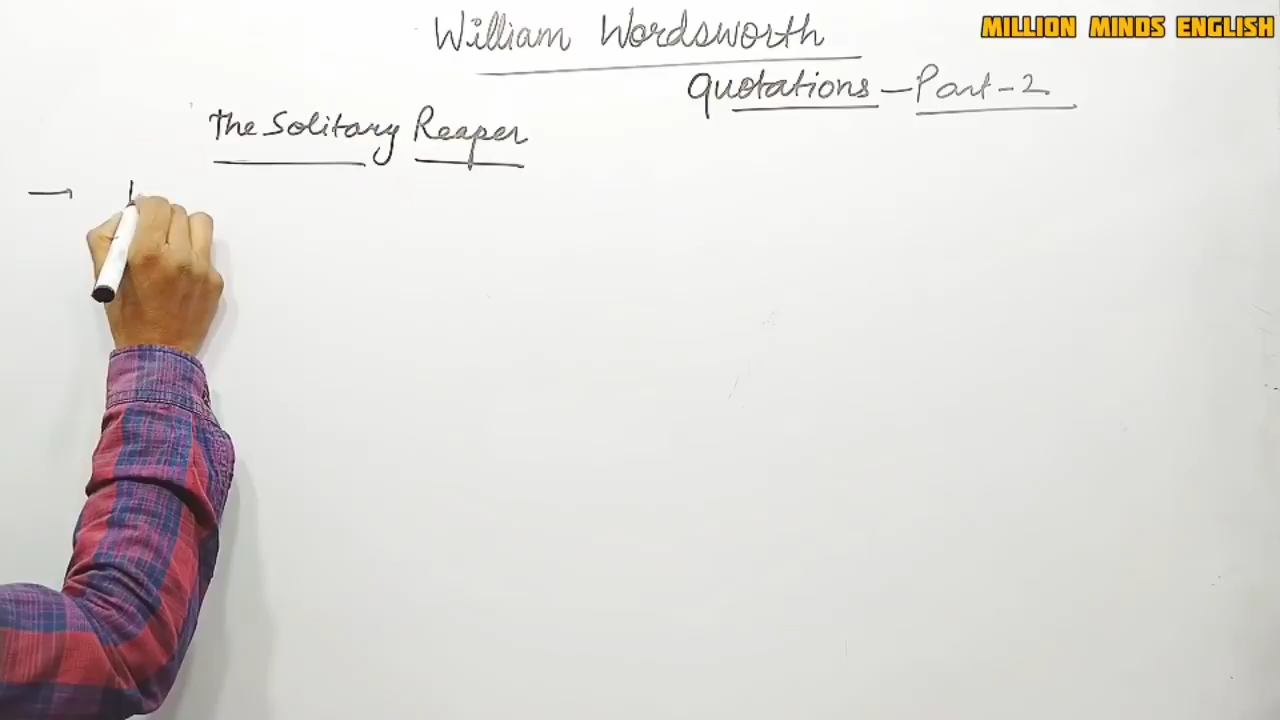 MILLION MINDS ENGLISH
William Wordsworth
Quotations - Part - 2
The Solitary Reaper